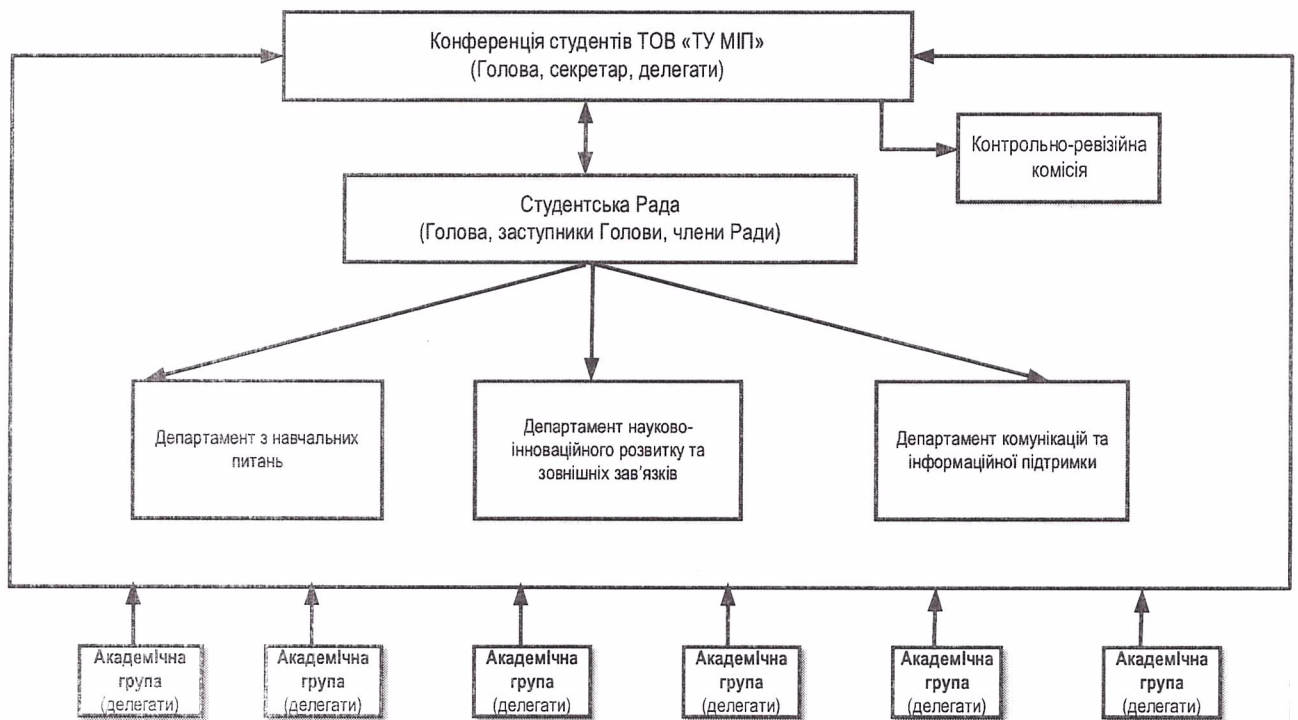 Конференція студентів ТОВ «ТУ МІП»
(Голова, секретар, делегати)
Контрольно-ревізійна
комісія
Студентська Рада
(Голова, заступники Голови, члени Ради)
Департамент з навчальних
питань
Департамент науково-
інноваційного розвитку та
зовнішніх зав'язків
Департамент комунікацій та
інформаційної підтримки
Академічна
група
(делегати)
Академічна
група
(делегати)
Академічна
група
(делегати)
Академічна
група
(делегати)
Академічна
група
(делегати)
Академічна
група
(делегати)